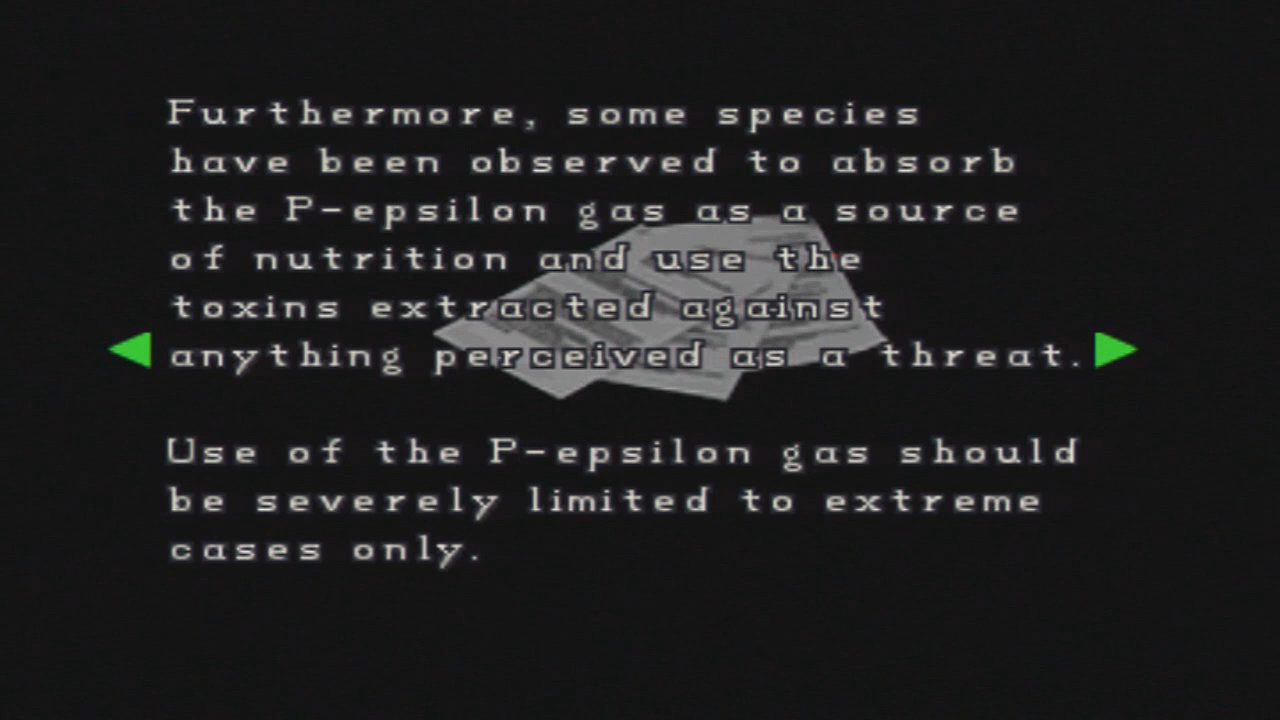 Furthermore, some species
have been observed to absorb
the P-epsilon gas as a source
of nutrition and use the
toxins extracted against
anything perceived as a threat.
Use of the P-epsilon gas should
be severely limited to extreme
cases only.